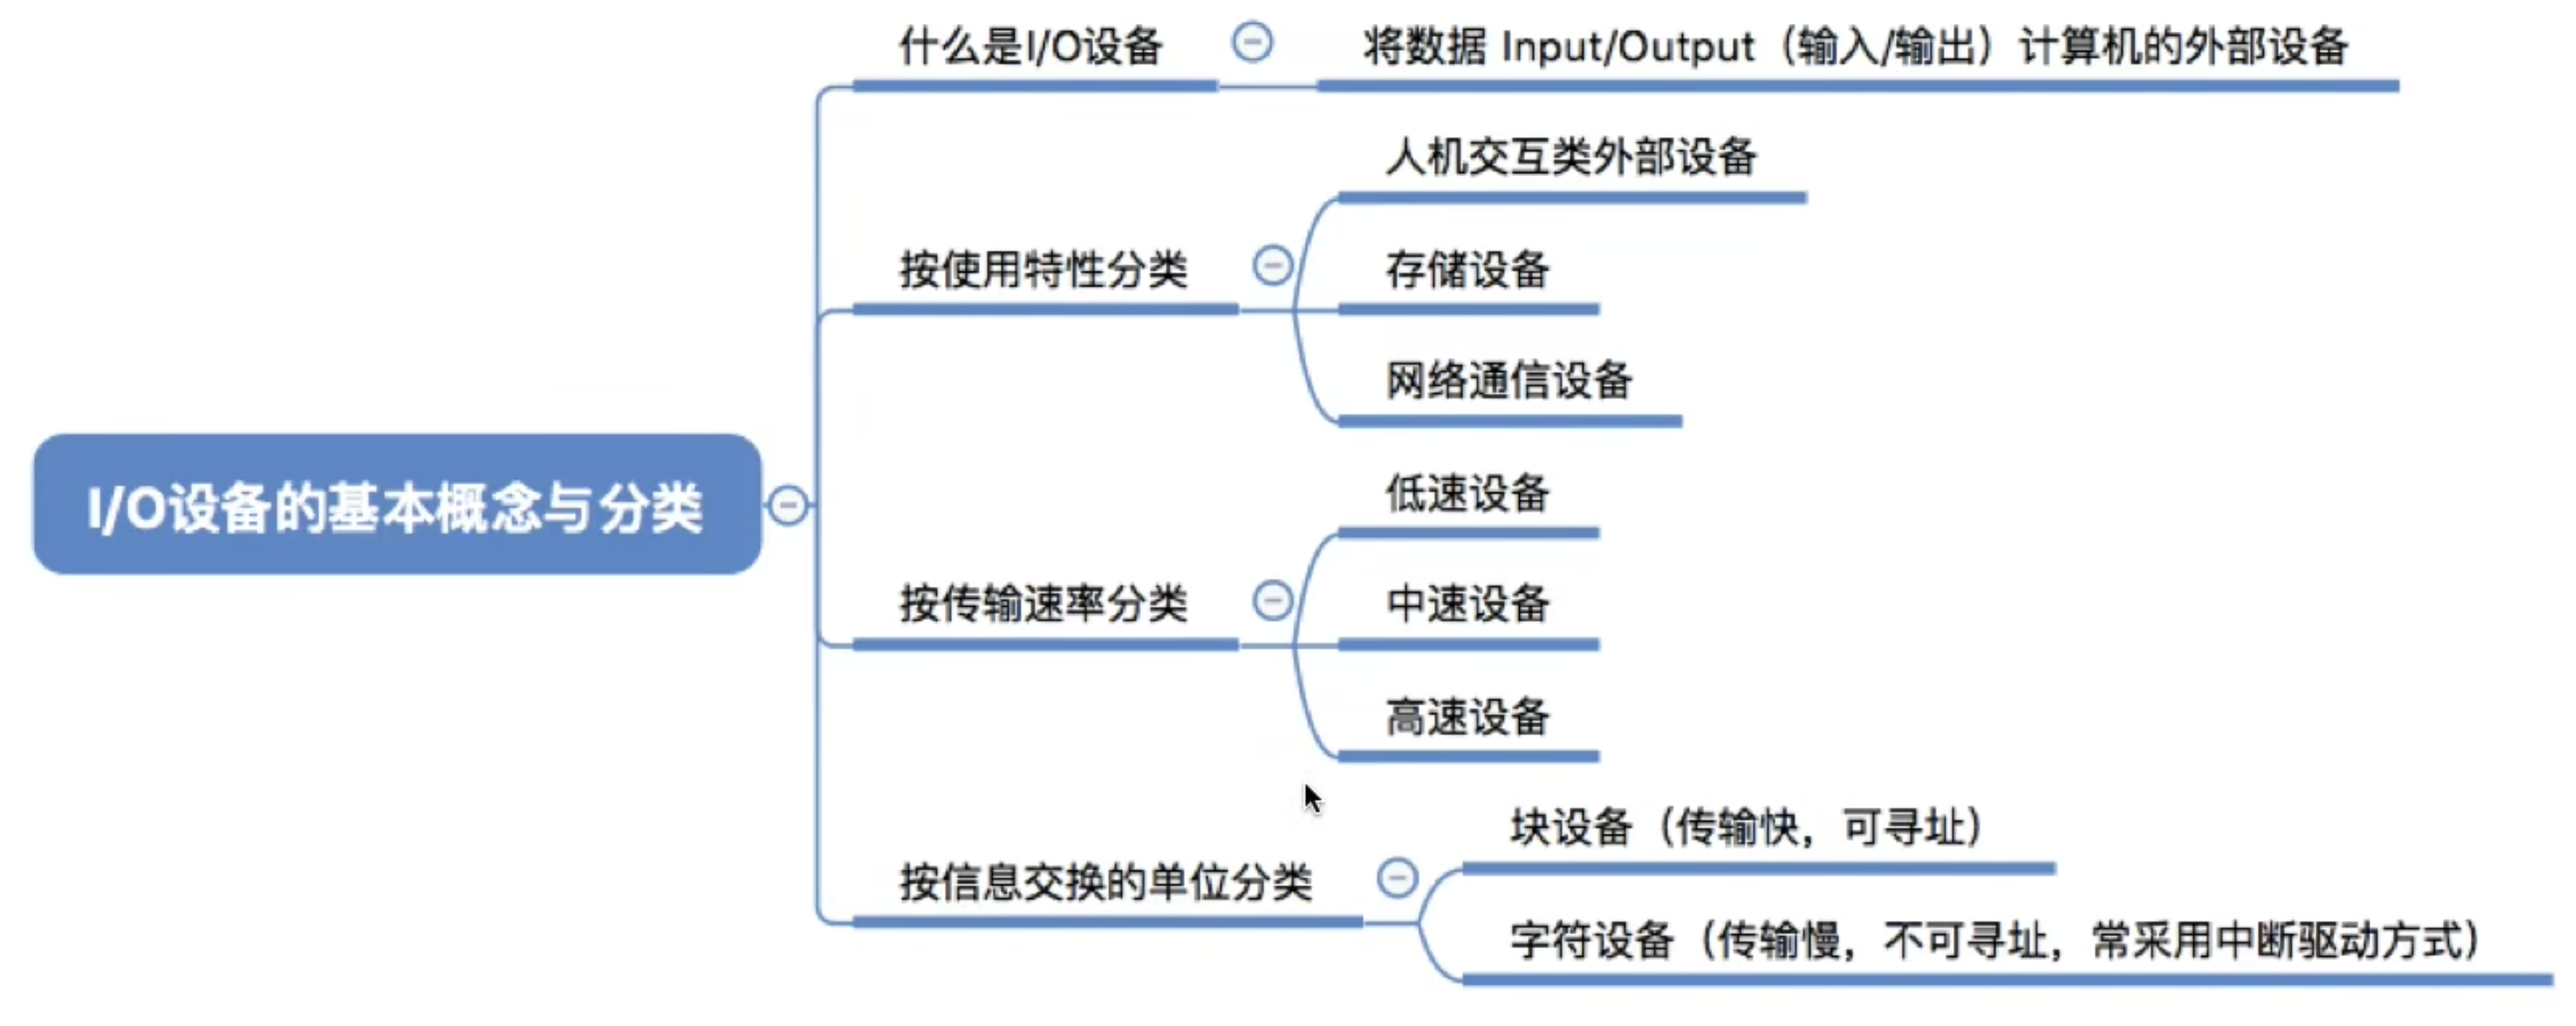 什么是I/O设备
将数据 Input/Output（输入/输出）计算机的外部设备
按使用特性分类
人机交互类外部设备
存储设备
网络通信设备
I/O设备的基本概念与分类
按传输速率分类
低速设备
中速设备
高速设备
按信息交换的单位分类
块设备（传输快，可寻址）
字符设备（传输慢，不可寻址，常采用中断驱动方式）